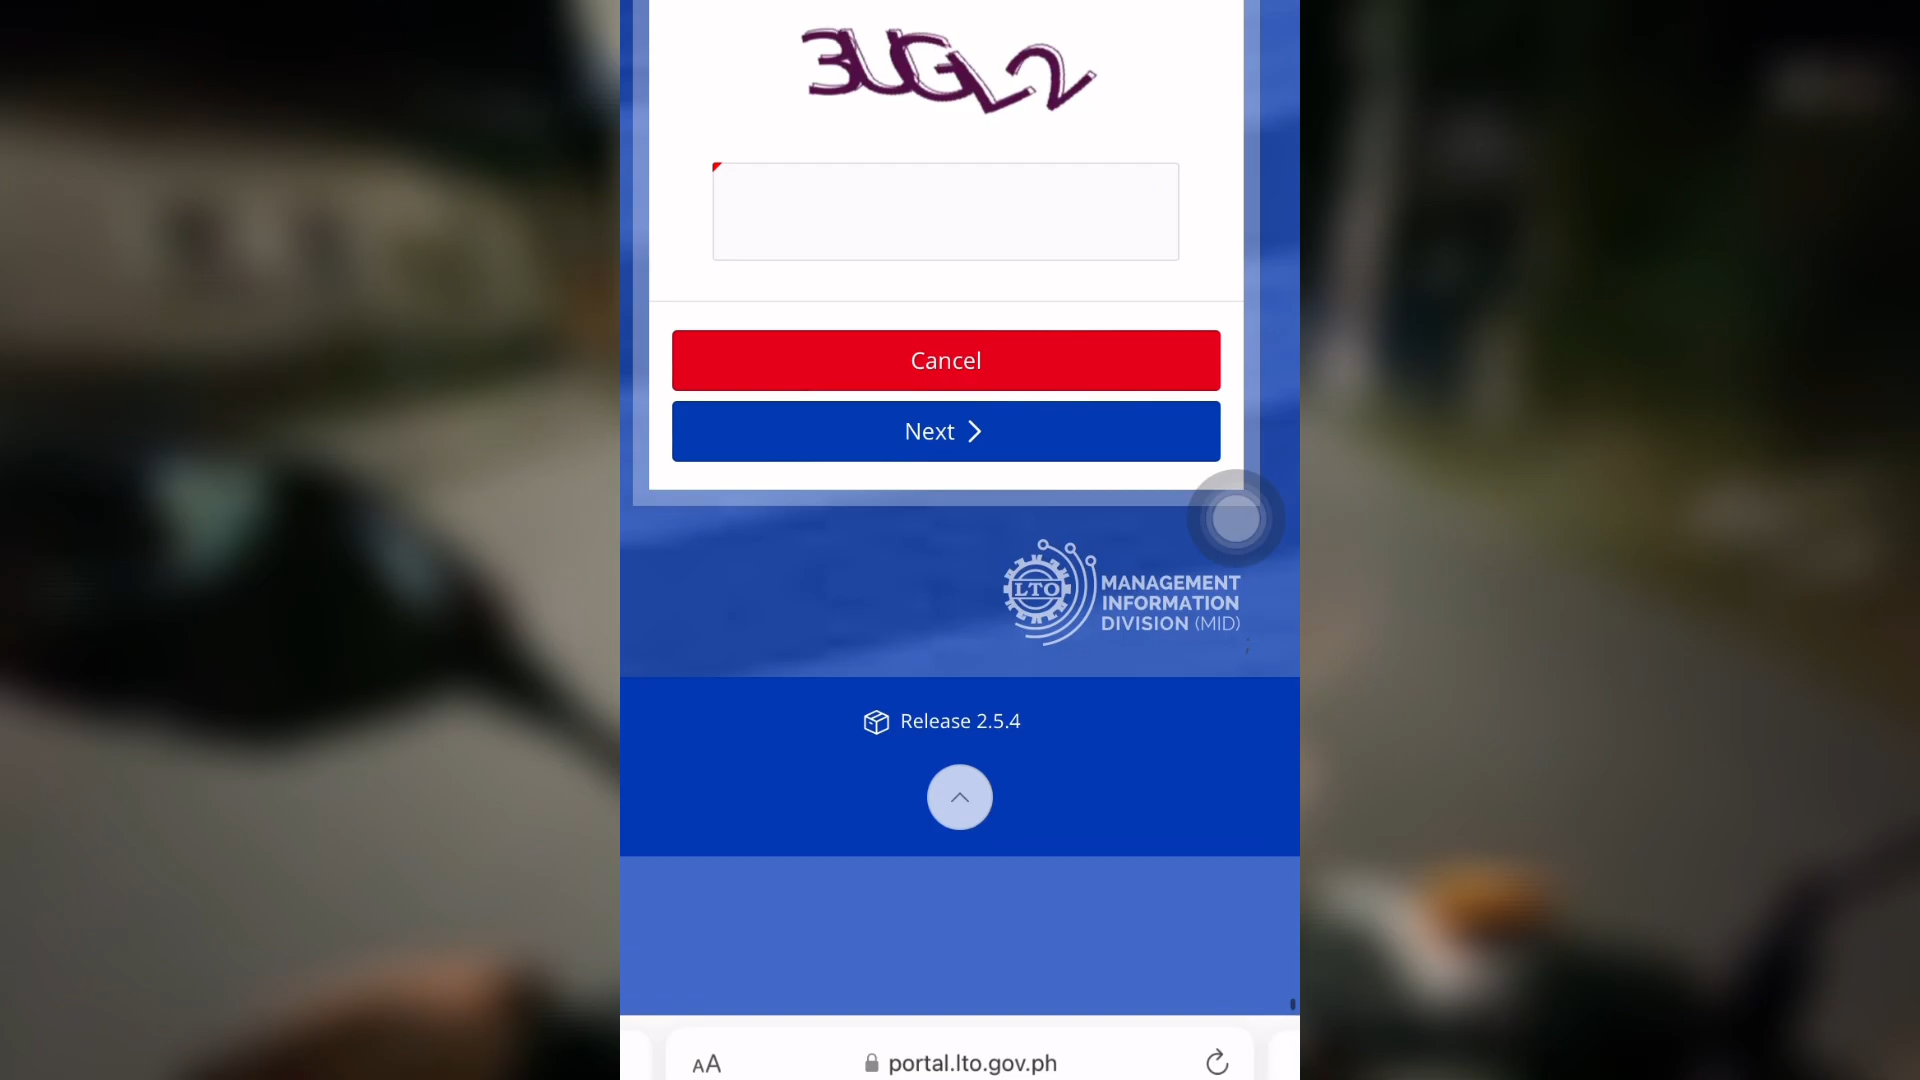 Cancel
Next
LTO
MANAGEMENT
INFORMATION
DIVISION (MID)
Release 2.5.4
AA
portal.lto.gov.ph